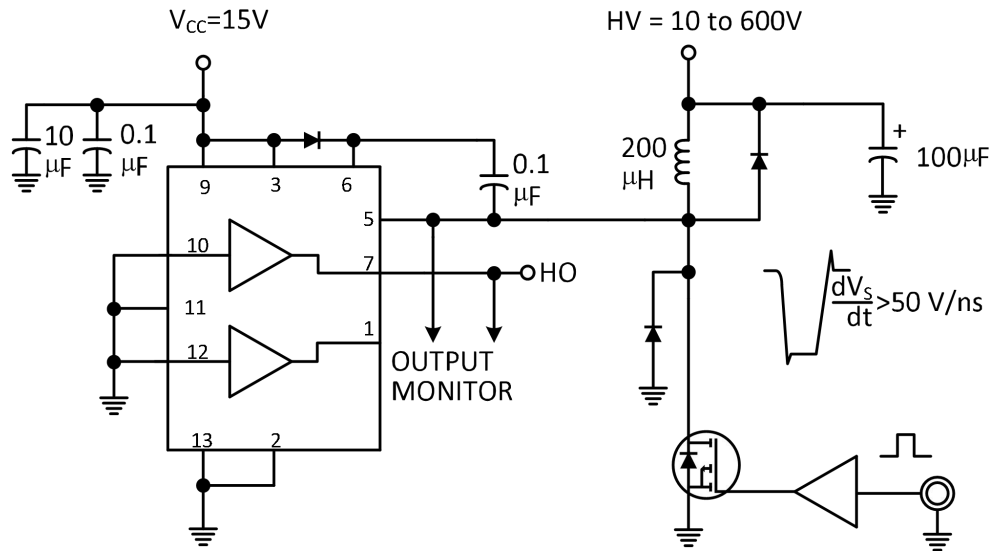 V_CC=15V
HV = 10 to 600V
10
μF
0.1
μF
0.1
μF
200
μH
+
100μF
9
3
6
5
10
7
HO
11
12
1
OUTPUT
MONITOR
dV_S
dt
>50 V/ns
13
2